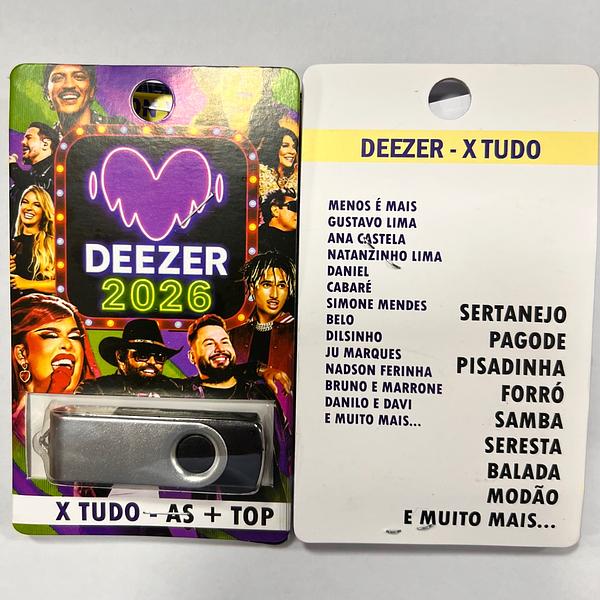 DEEZER
2026
X TUDO - AS + TOP
DEEZER - X TUDO
MENOS É MAIS
GUSTAVO LIMA
ANA CASTELA
NATANZINHO LIMA
DANIEL
CABARÉ
SIMONE MENDES
BELO
DILSINHO
JU MARQUES
NADSON FERINHA
BRUNO E MARRONE
DANILO E DAVI
E MUITO MAIS...
SERTANEJO
PAGODE
PISADINHA
FORRÓ
SAMBA
SERESTA
BALADA
MODÃO
E MUITO MAIS...